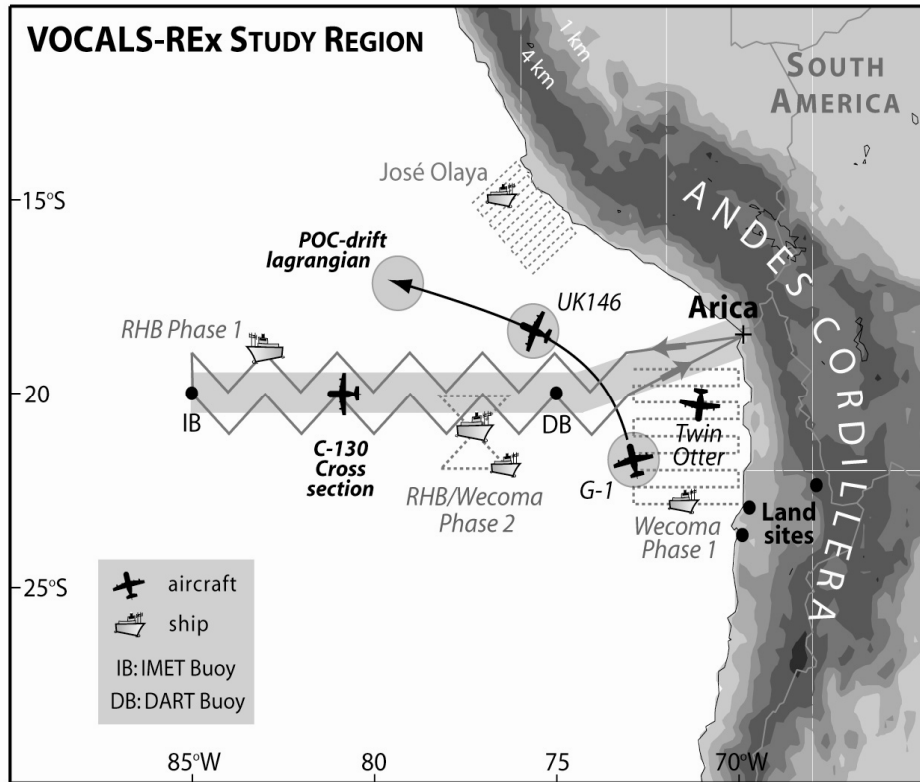 VOCALS-REx STUDY REGION
1 km
4 km
SOUTH
AMERICA
José Olaya
15°S
POC-drift
lagrangian
ANDES CORDILLERA
UK146
Arica
RHB Phase 1
20
IB
DB
Twin
Otter
C-130
Cross
section
G-1
RHB/Wecoma
Phase 2
Wecoma
Phase 1
Land
sites
25°S
aircraft
ship
IB: IMET Buoy
DB: DART Buoy
85°W
80
75
70°W